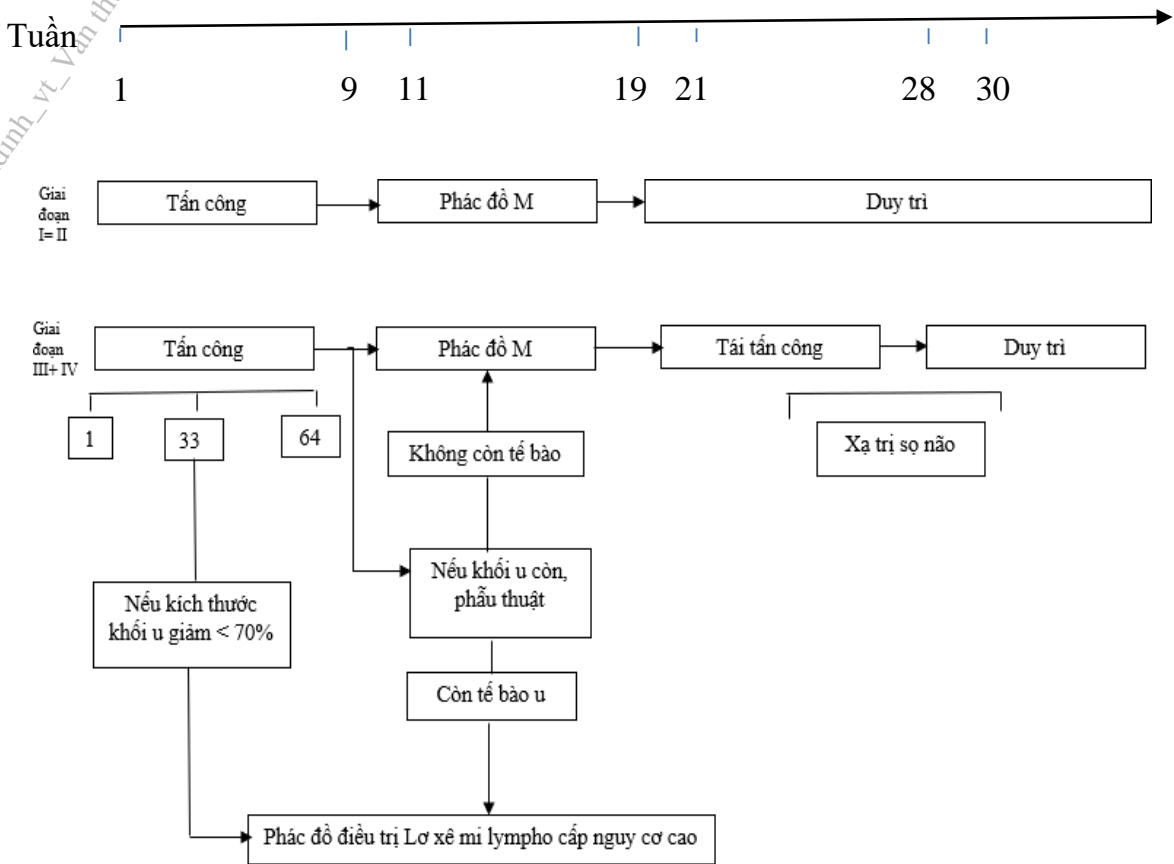 Tuần
1 9 11 19 21 28 30
Giai
đoạn
I= II
Tấn công
Phác đồ M
Duy trì
Giai
đoạn
III+ IV
Tấn công
Phác đồ M
Tái tấn công
Duy trì
1
33
64
Không còn tế bào
Xạ trị sọ não
Nếu khối u còn,
phẫu thuật
Nếu kích thước
khối u giảm < 70%
Còn tế bào u
Phác đồ điều trị Lơ xê mi lympho cấp nguy cơ cao